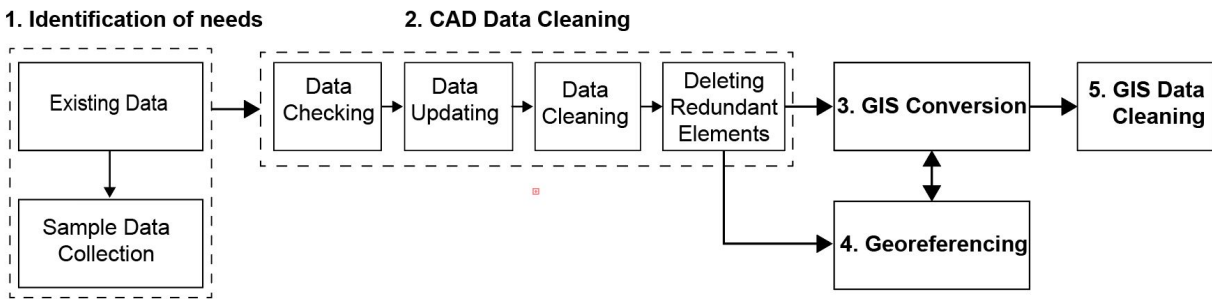 1. Identification of needs
2. CAD Data Cleaning
Existing Data
Sample Data
Collection
Data
Checking
Data
Updating
Data
Cleaning
Deleting
Redundant
Elements
3. GIS Conversion
4. Georeferencing
5. GIS Data
Cleaning